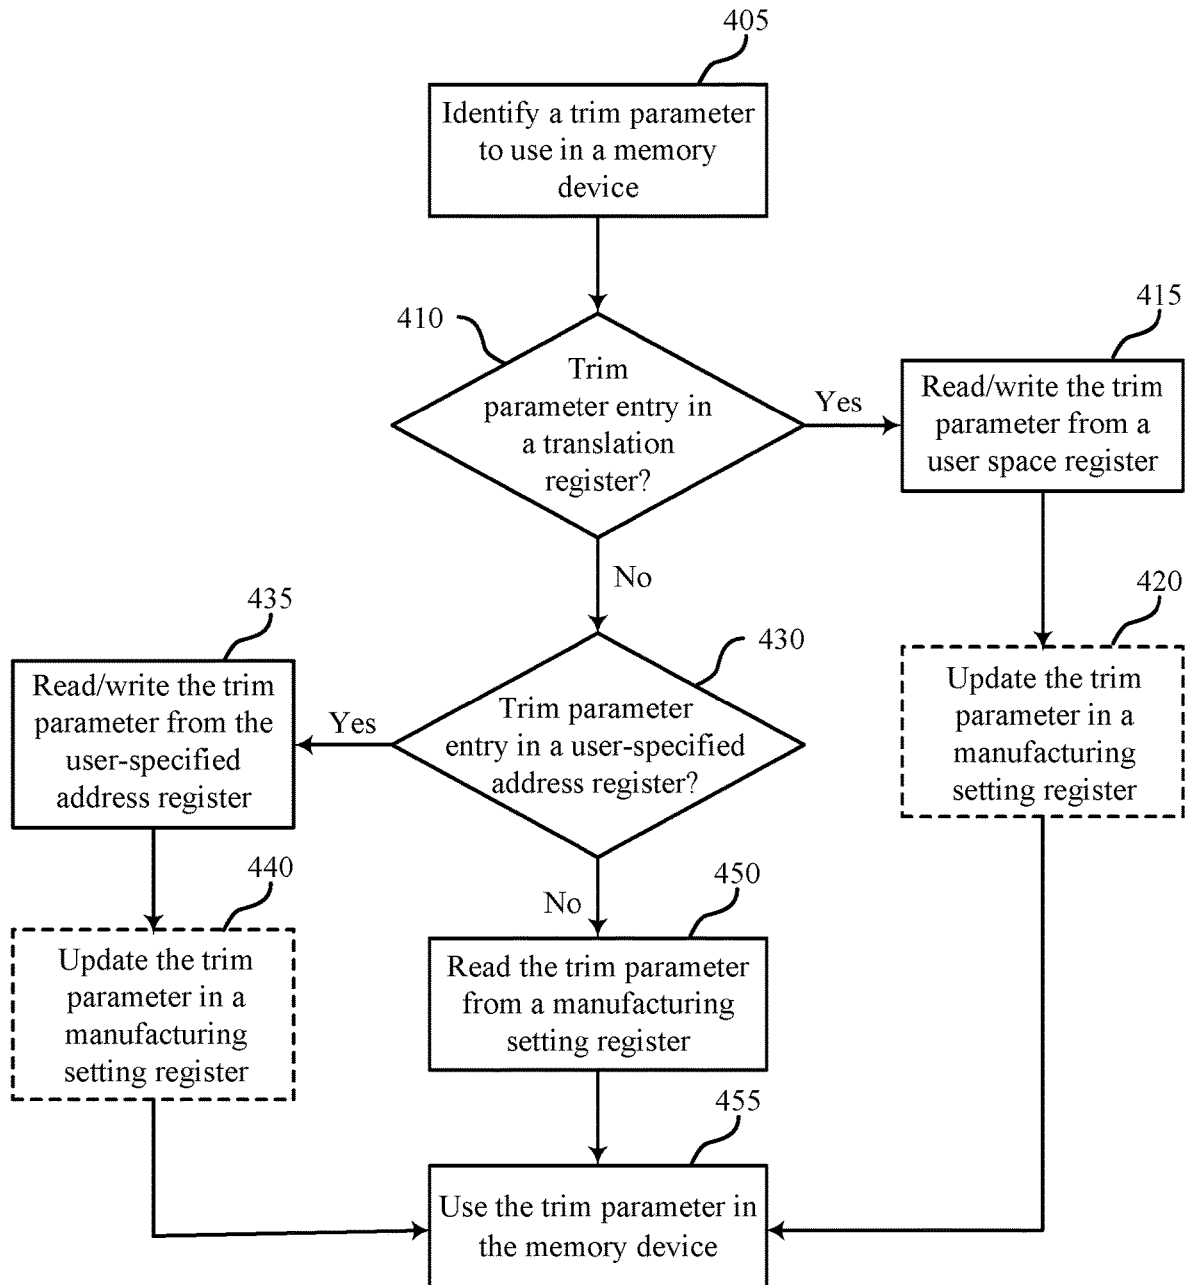 405
Identify a trim parameter
to use in a memory
device
410
Trim
parameter entry in
a translation
register?
Yes
415
Read/write the trim
parameter from a
user space register
No
420
Update the trim
parameter in a
manufacturing
setting register
430
Trim parameter
entry in a user-specified
address register?
Yes
435
Read/write the trim
parameter from the
user-specified
address register
440
Update the trim
parameter in a
manufacturing
setting register
No
450
Read the trim parameter
from a manufacturing
setting register
455
Use the trim parameter in
the memory device